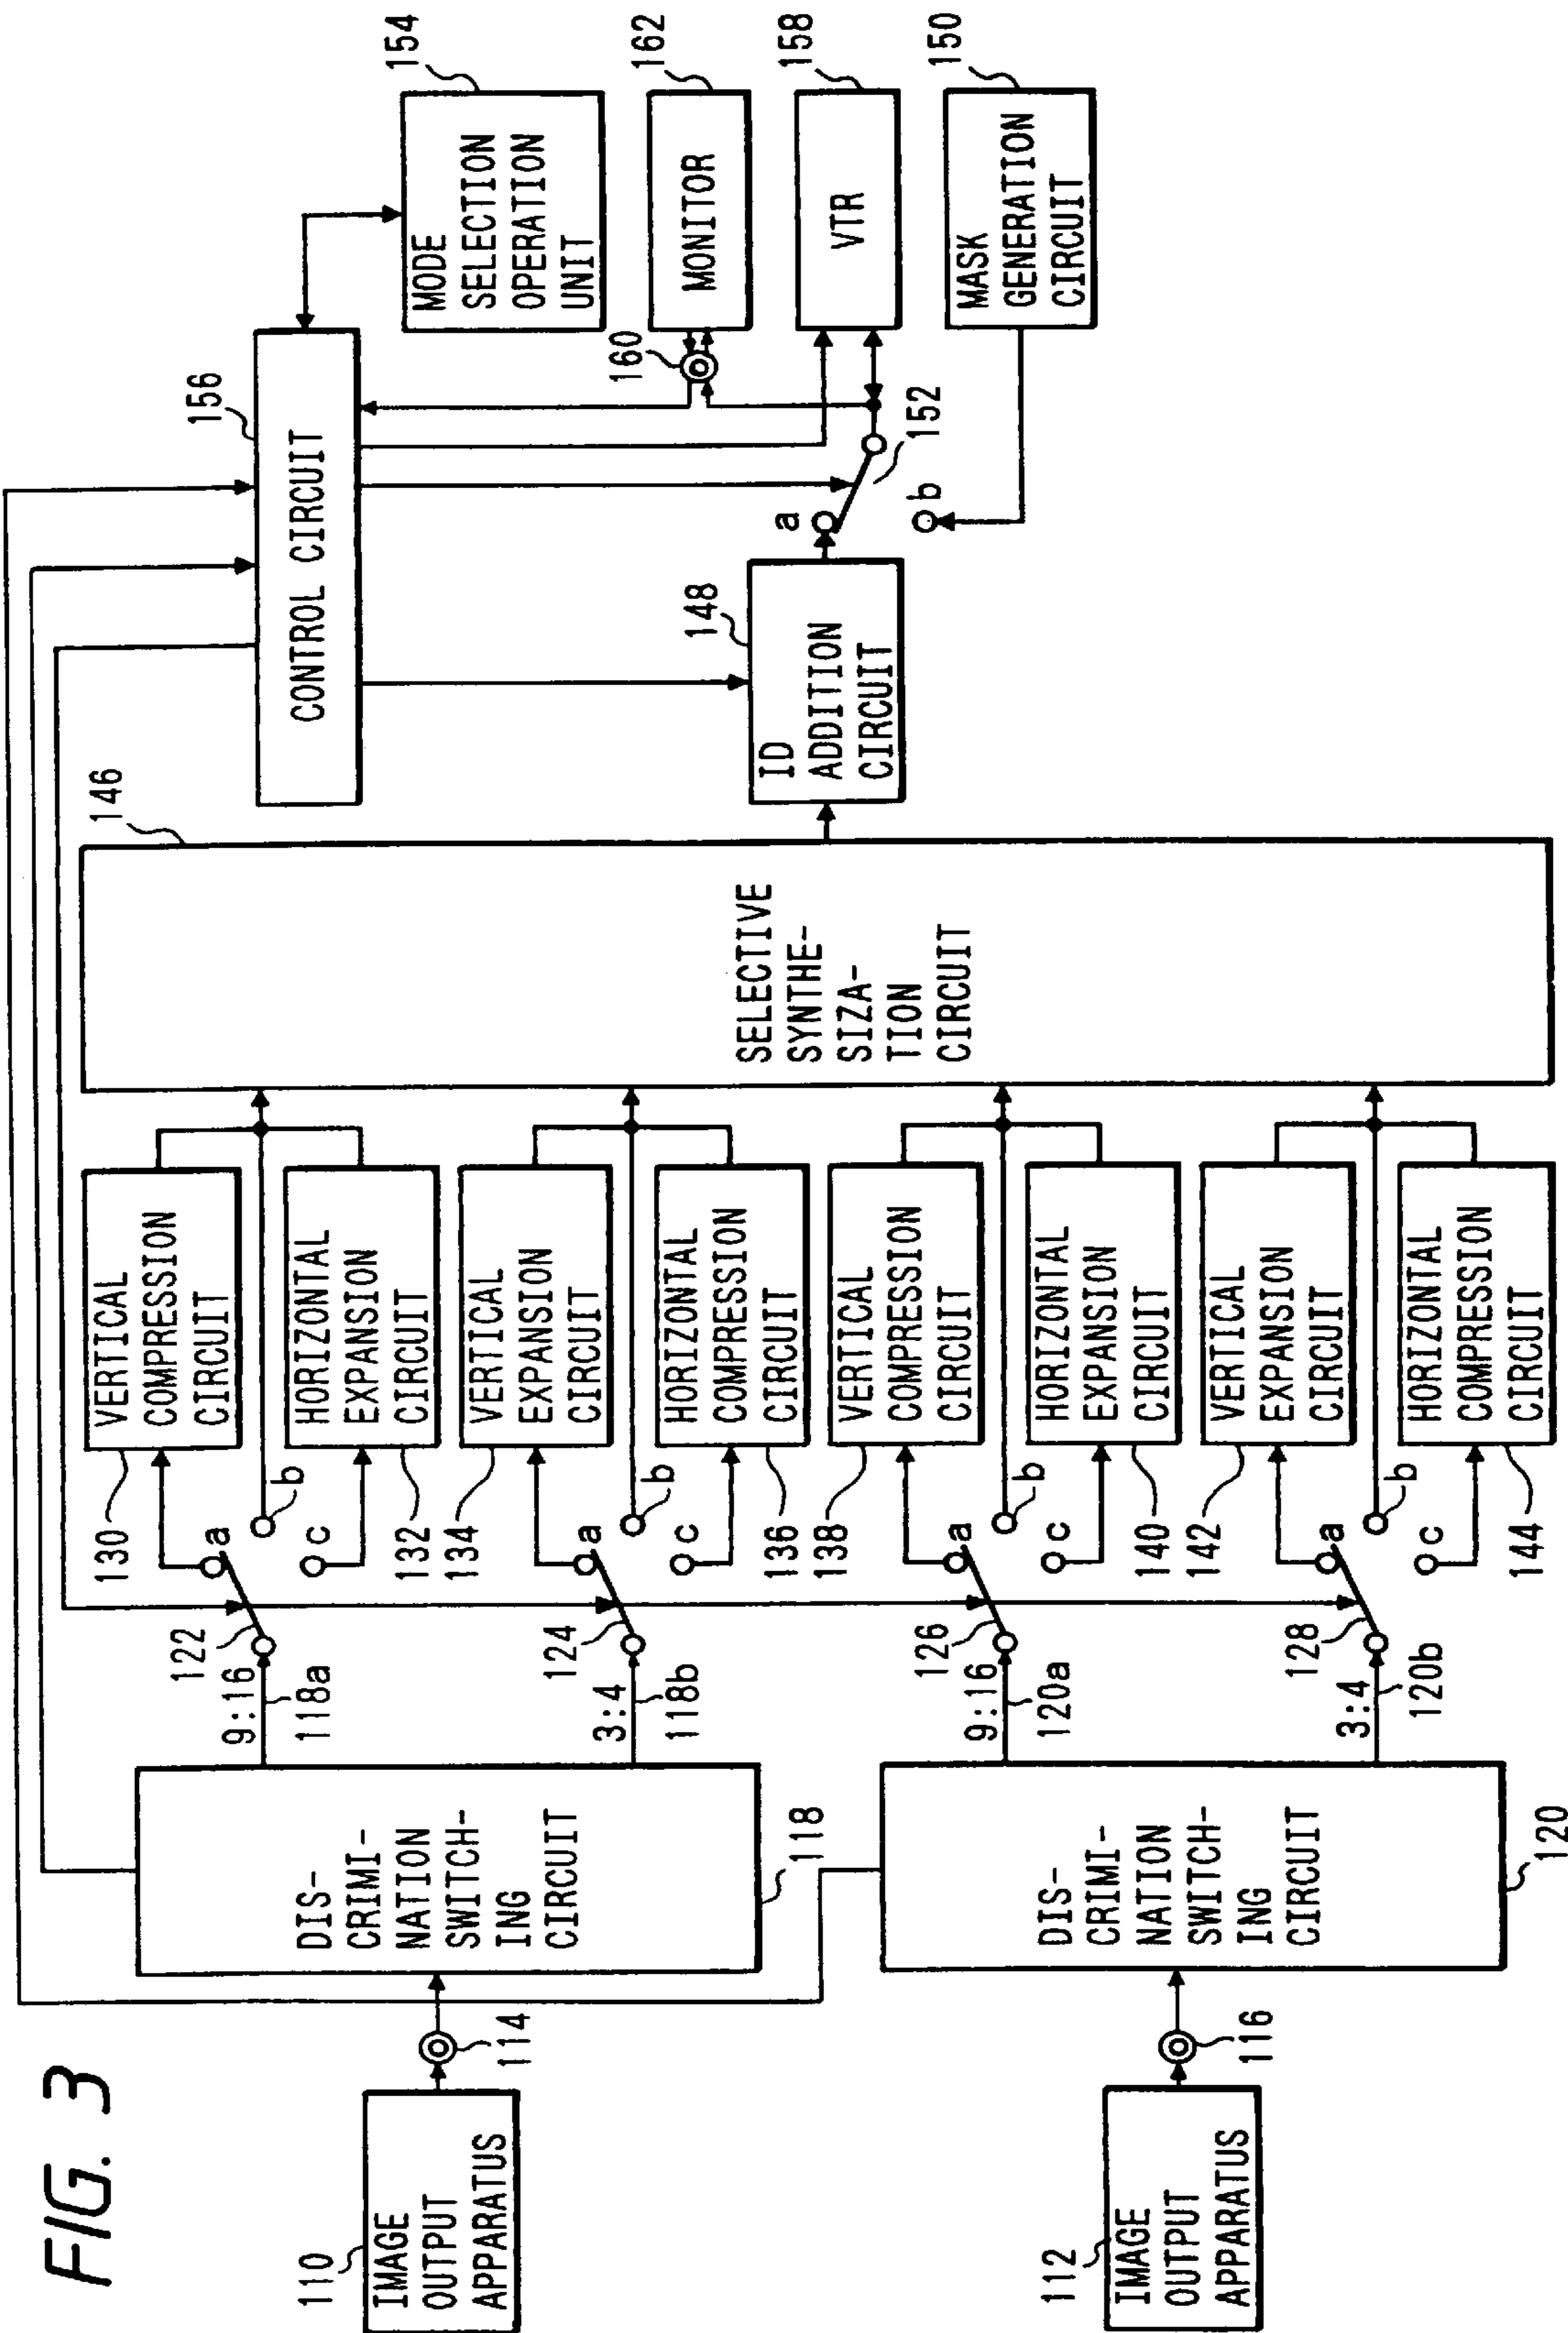 FIG. 3
110
IMAGE
OUTPUT
APPARATUS
114
DIS-
CRIMI-
NATION
SWITCH-
ING
CIRCUIT
118
9:16
118a
3:4
118b
122
a
b
c
124
a
b
c
130
VERTICAL
COMPRESSION
CIRCUIT
HORIZONTAL
EXPANSION
CIRCUIT
132
134
VERTICAL
EXPANSION
CIRCUIT
HORIZONTAL
COMPRESSION
CIRCUIT
136
112
IMAGE
OUTPUT
APPARATUS
116
DIS-
CRIMI-
NATION
SWITCH-
ING
CIRCUIT
120
9:16
120a
3:4
120b
126
a
b
c
128
a
b
c
138
VERTICAL
COMPRESSION
CIRCUIT
HORIZONTAL
EXPANSION
CIRCUIT
140
142
VERTICAL
EXPANSION
CIRCUIT
HORIZONTAL
COMPRESSION
CIRCUIT
144
146
SELECTIVE
SYNTHE-
SIZA-
TION
CIRCUIT
156
CONTROL CIRCUIT
148
ID
ADDITION
CIRCUIT
a
b
152
160
154
MODE
SELECTION
OPERATION
UNIT
162
MONITOR
158
VTR
150
MASK
GENERATION
CIRCUIT